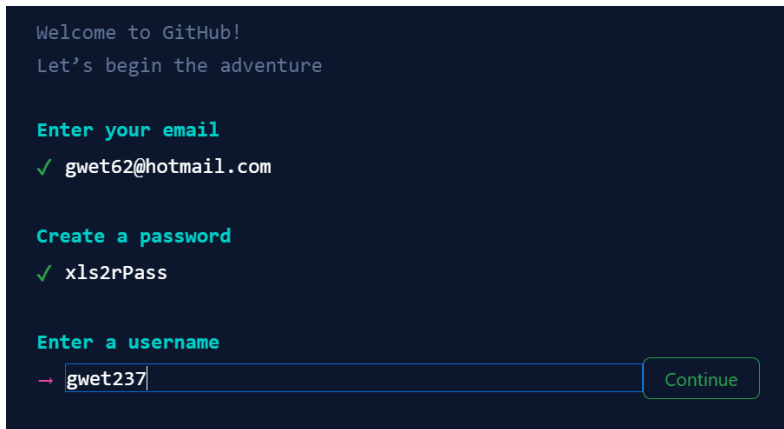 Welcome to GitHub!
Let’s begin the adventure
Enter your email
✓ gwet62@hotmail.com
Create a password
✓ xls2rPass
Enter a username
→ gwet237 Continue